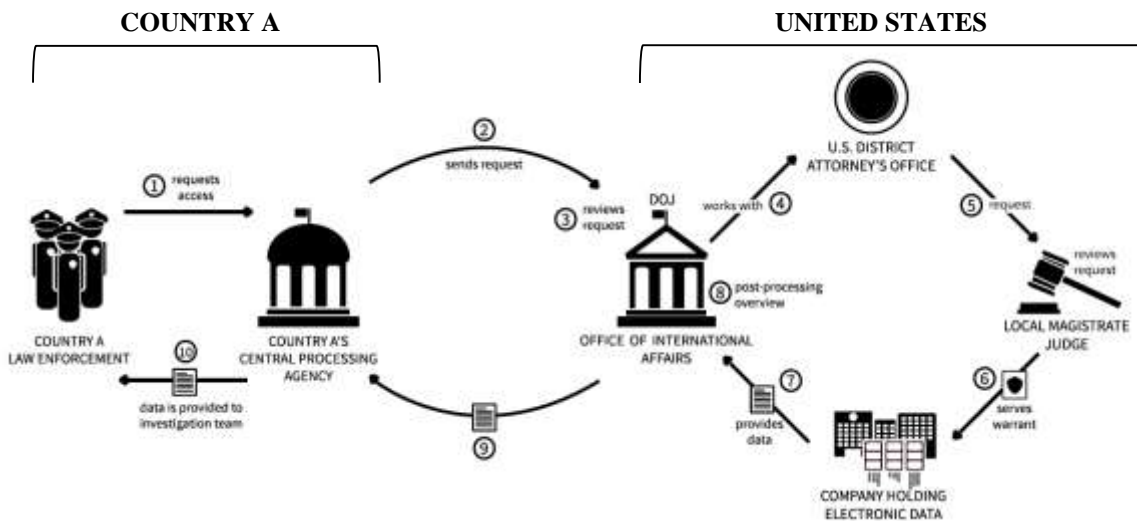 COUNTRY A
UNITED STATES
① requests
access
②
sends request
③ reviews
request
DOJ
works with ④
U.S. DISTRICT
ATTORNEY'S OFFICE
⑤ request
reviews
request
⑧ post-processing
overview
COUNTRY A
LAW ENFORCEMENT
COUNTRY A'S
CENTRAL PROCESSING
AGENCY
OFFICE OF INTERNATIONAL
AFFAIRS
LOCAL MAGISTRATE
JUDGE
⑩
data is provided to
investigation team
⑨
⑦
provides
data
⑥
serves
warrant
COMPANY HOLDING
ELECTRONIC DATA